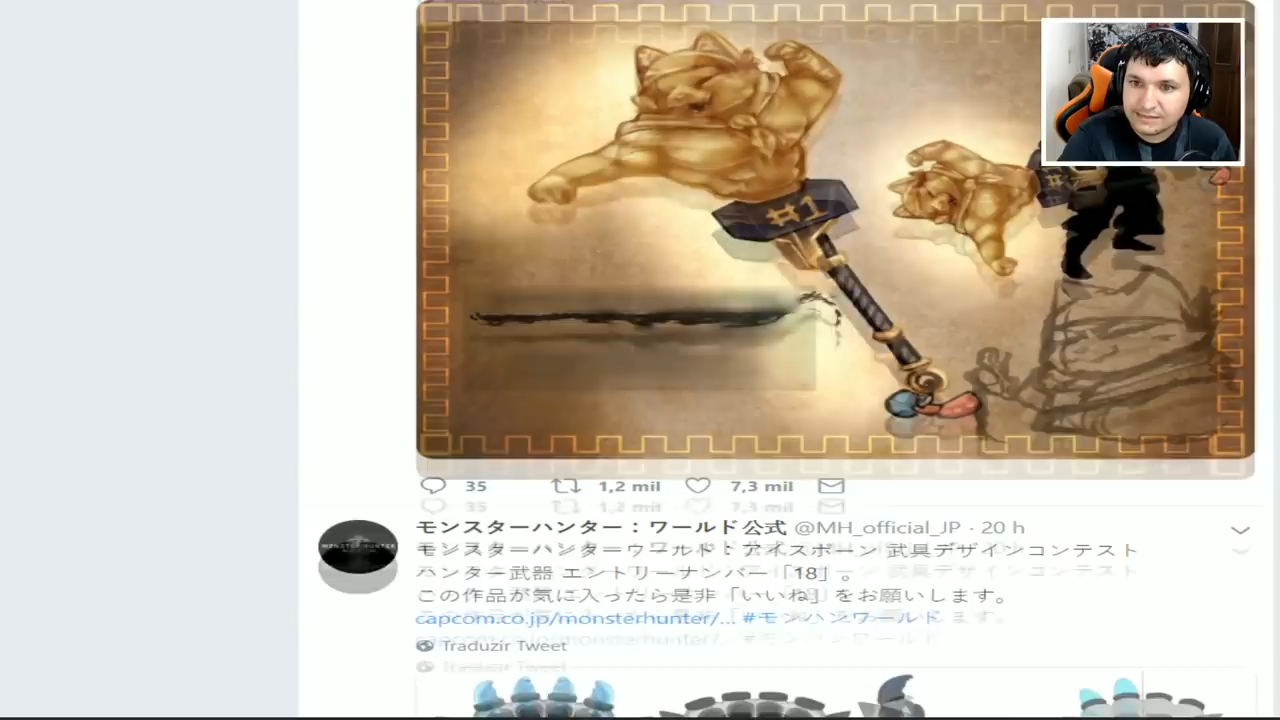 #1
#
35
1,2 mil
7,3 mil
モンスターハンター：ワールド公式 @MH_official_JP · 20 h
モンスターハンターワールド：アイスボーン 武具デザインコンテスト
ハンター武器 エントリーナンバー「18」。
この作品が気に入ったら是非「いいね」をお願いします。
capcom.co.jp/monsterhunter/... #モンハンワールド
Traduzir Tweet